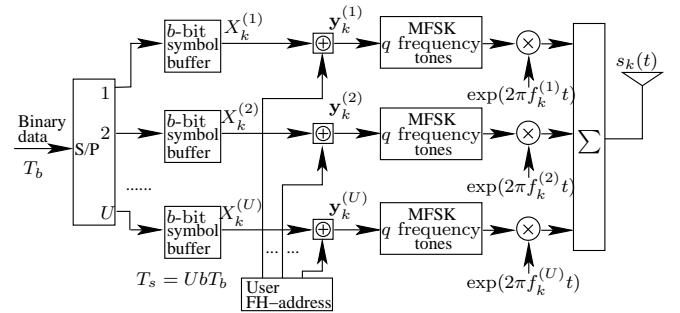 b-bit
symbol
buffer
X_k^{(1)}
y_k^{(1)}
MFSK
q frequency
tones
exp(2πf_k^{(1)}t)
s_k(t)
Binary
data
T_b
S/P
1
2
......
U
b-bit
symbol
buffer
X_k^{(2)}
y_k^{(2)}
MFSK
q frequency
tones
exp(2πf_k^{(2)}t)
∑
b-bit
symbol
buffer
X_k^{(U)}
y_k^{(U)}
MFSK
q frequency
tones
exp(2πf_k^{(U)}t)
... ...
T_s = UbT_b
User
FH-address